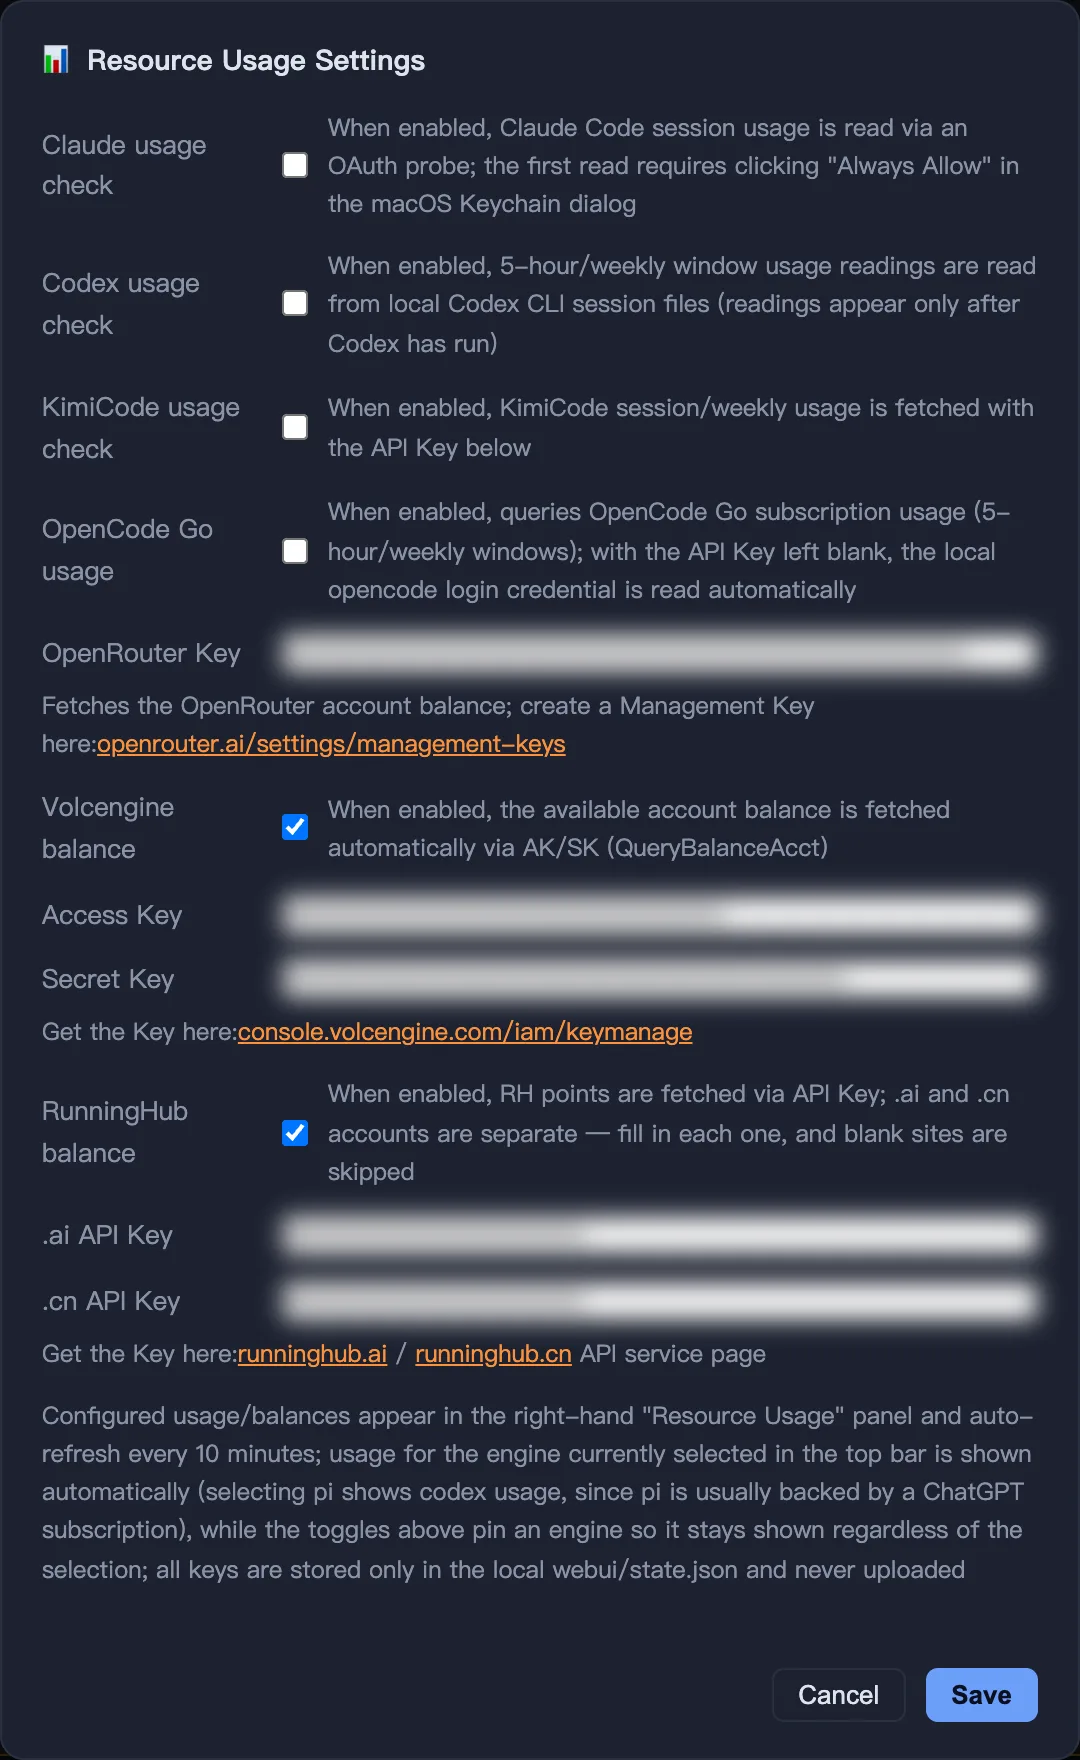 Resource Usage Settings
Claude usage
check
When enabled, Claude Code session usage is read via an
OAuth probe; the first read requires clicking "Always Allow" in
the macOS Keychain dialog
Codex usage
check
When enabled, 5-hour/weekly window usage readings are read
from local Codex CLI session files (readings appear only after
Codex has run)
KimiCode usage
check
When enabled, KimiCode session/weekly usage is fetched with
the API Key below
OpenCode Go
usage
When enabled, queries OpenCode Go subscription usage (5-
hour/weekly windows); with the API Key left blank, the local
opencode login credential is read automatically
OpenRouter Key
Fetches the OpenRouter account balance; create a Management Key
here:openrouter.ai/settings/management-keys
Volcengine
balance
When enabled, the available account balance is fetched
automatically via AK/SK (QueryBalanceAcct)
Access Key
Secret Key
Get the Key here:console.volcengine.com/iam/keymanage
RunningHub
balance
When enabled, RH points are fetched via API Key; .ai and .cn
accounts are separate — fill in each one, and blank sites are
skipped
.ai API Key
.cn API Key
Get the Key here:runninghub.ai / runninghub.cn API service page
Configured usage/balances appear in the right-hand "Resource Usage" panel and auto-
refresh every 10 minutes; usage for the engine currently selected in the top bar is shown
automatically (selecting pi shows codex usage, since pi is usually backed by a ChatGPT
subscription), while the toggles above pin an engine so it stays shown regardless of the
selection; all keys are stored only in the local webui/state.json and never uploaded
Cancel
Save